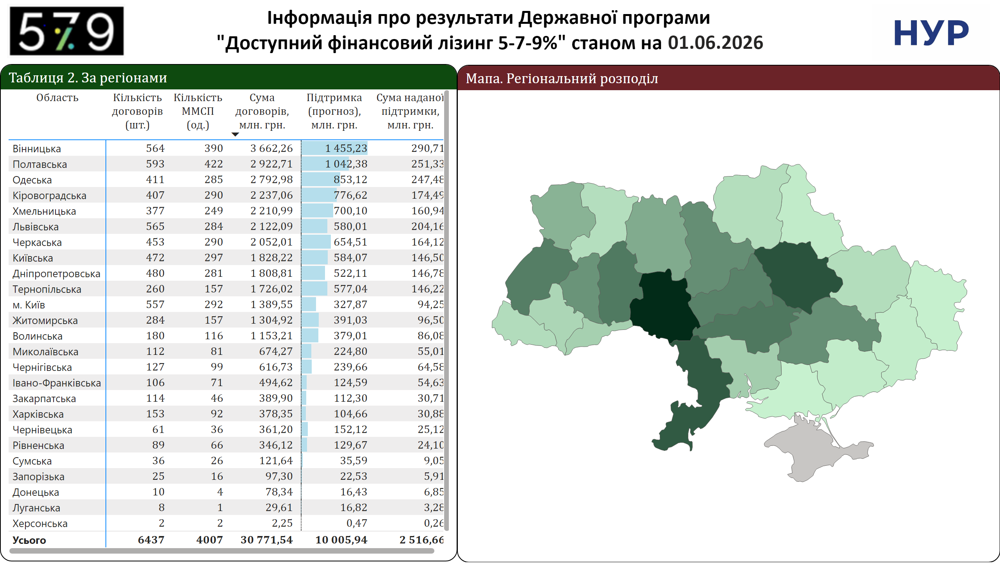 5 7 9
Інформація про результати Державної програми
"Доступний фінансовий лізинг 5-7-9%" станом на 01.06.2026
НУР
Таблиця 2. За регіонами
Область Кількість договорів (шт.) Кількість ММСП (од.) Сума договорів, млн. грн. Підтримка (прогноз), млн. грн. Сума наданої підтримки, млн. грн.
Вінницька 564 390 3 662,26 1 455,23 290,71
Полтавська 593 422 2 922,71 1 042,38 251,33
Одеська 411 285 2 792,98 853,12 247,48
Кіровоградська 407 290 2 237,06 776,62 174,49
Хмельницька 377 249 2 210,99 700,10 160,94
Львівська 565 284 2 122,09 580,01 204,16
Черкаська 453 290 2 052,01 654,51 164,12
Київська 472 297 1 828,22 584,07 146,50
Дніпропетровська 480 281 1 808,81 522,11 146,78
Тернопільська 260 157 1 726,02 577,04 146,22
м. Київ 557 292 1 389,55 327,87 94,25
Житомирська 284 157 1 304,92 391,03 96,50
Волинська 180 116 1 153,21 379,01 86,08
Миколаївська 112 81 674,27 224,80 55,01
Чернігівська 127 99 616,73 239,66 64,58
Івано-Франківська 106 71 494,62 124,59 54,63
Закарпатська 114 46 389,90 112,30 30,71
Харківська 153 92 378,35 104,66 30,88
Чернівецька 61 36 361,20 152,12 25,12
Рівненська 89 66 346,12 129,67 24,10
Сумська 36 26 121,64 35,59 9,05
Запорізька 25 16 97,30 22,53 5,91
Донецька 10 4 78,34 16,43 6,85
Луганська 8 1 29,61 16,82 3,28
Херсонська 2 2 2,25 0,47 0,26
Усього 6437 4007 30 771,54 10 005,94 2 516,66
Мапа. Регіональний розподіл